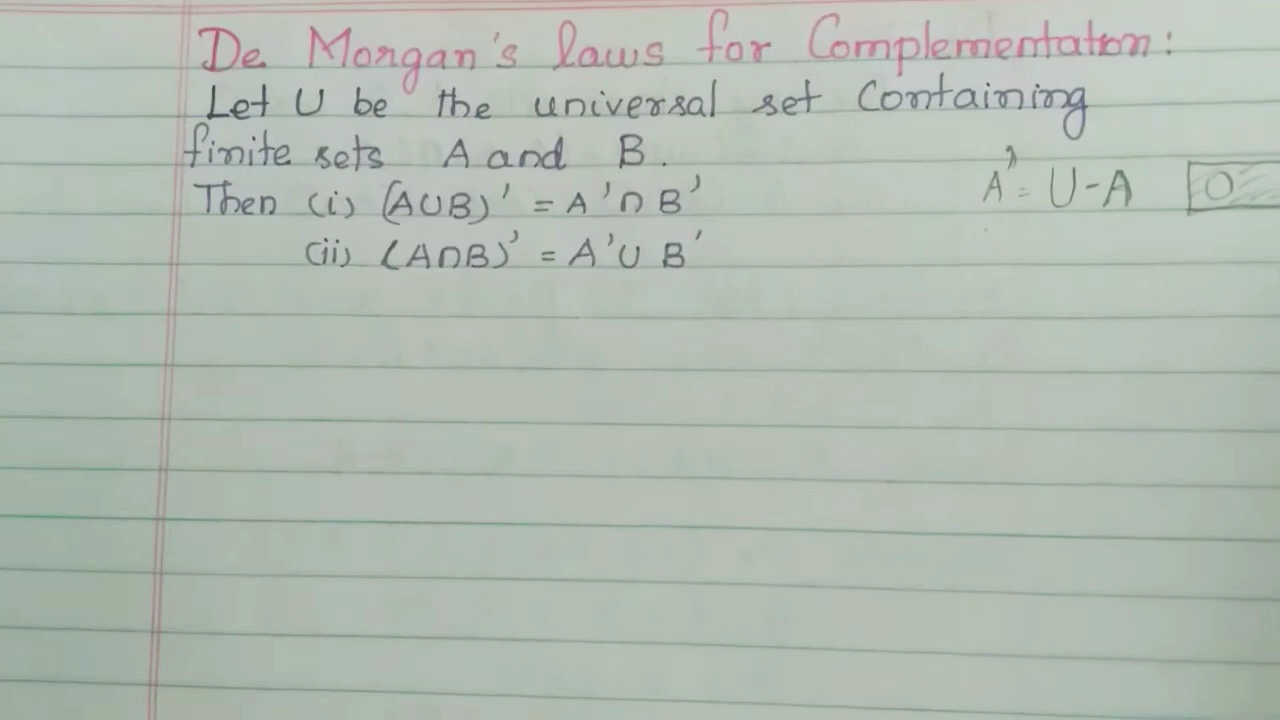 De Morgan's laws for Complementation:
Let U be the universal set Containing
finite sets A and B.
A' = U-A
Then (i) (A∪B)' = A'∩B'
(ii) (A∩B)' = A'∪B'